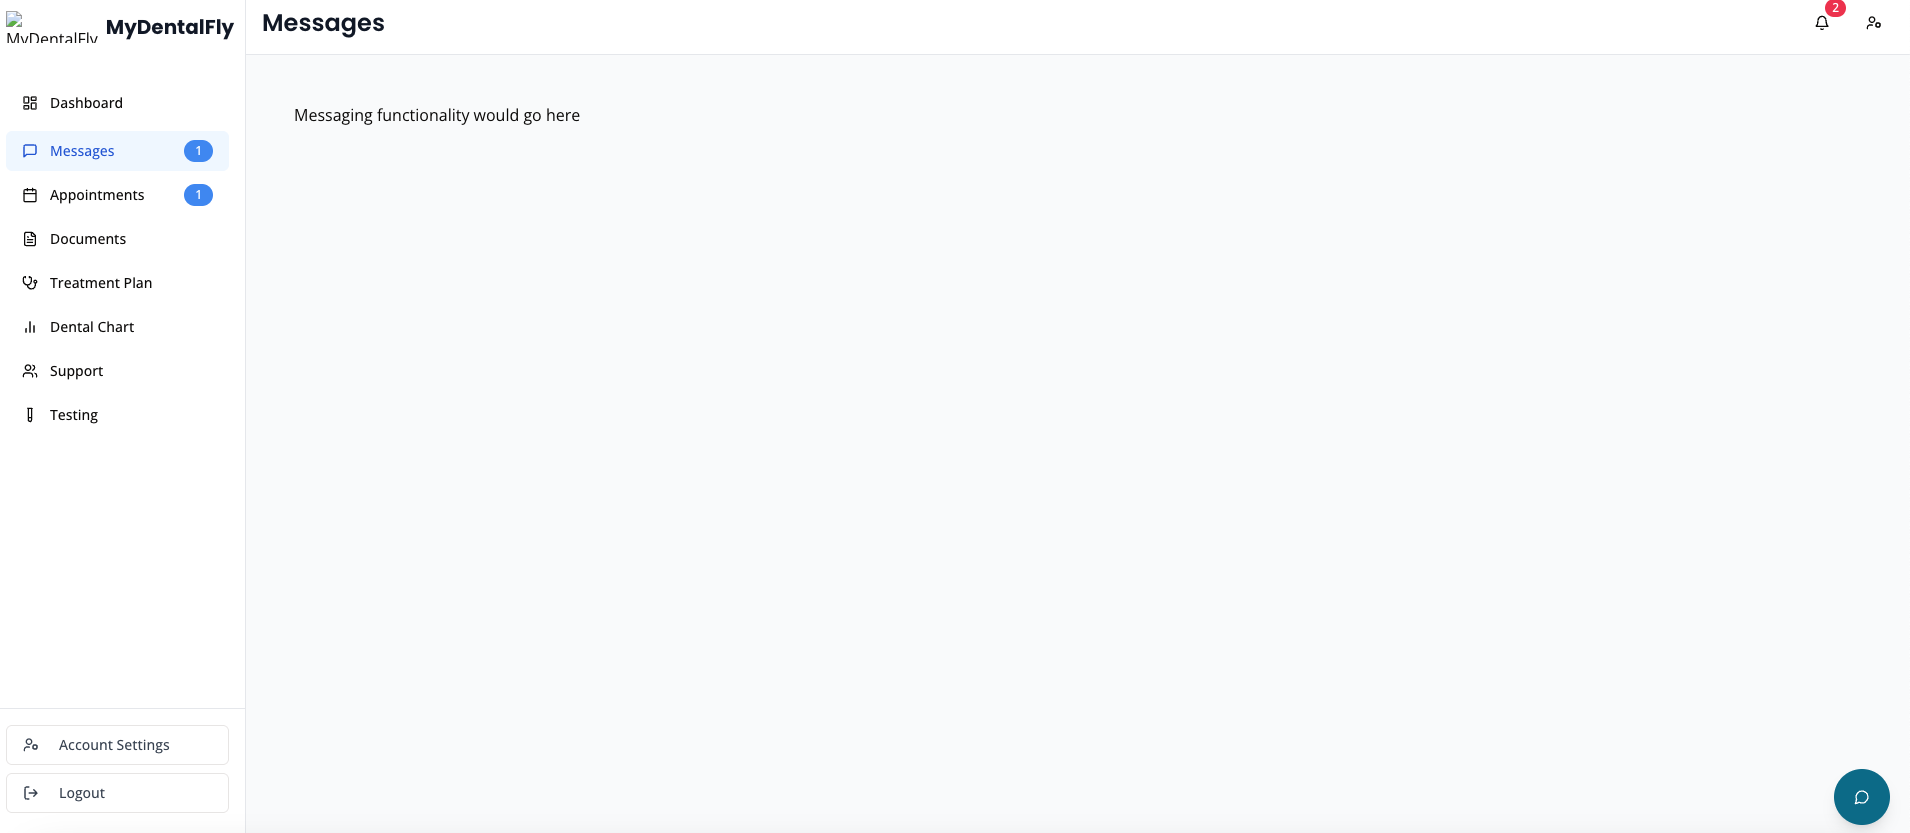 MyDentalFly
MyDentalFly
Messages
2
Dashboard
Messages
1
Appointments
1
Documents
Treatment Plan
Dental Chart
Support
Testing
Messaging functionality would go here
Account Settings
Logout